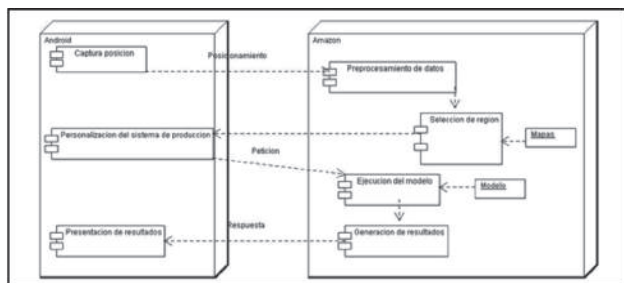 Android
Amazon
Captura posicion
Posicionamiento
Preprocesamiento de datos
Seleccion de region
Mapas
Personalizacion del sistema de produccion
Peticion
Ejecucion del modelo
Modelo
Presentacion de resultados
Respuesta
Generacion de resultados